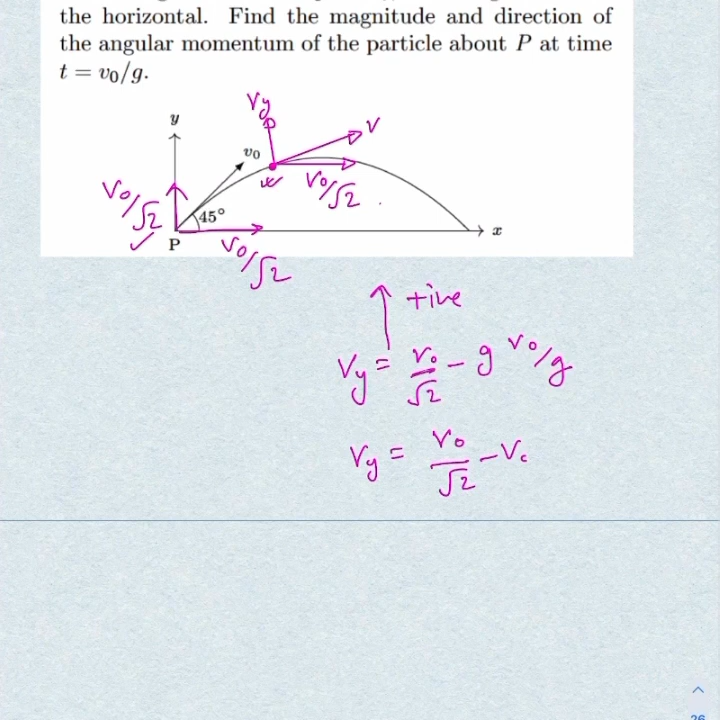 the horizontal. Find the magnitude and direction of
the angular momentum of the particle about P at time
t = v₀/g.
Vy
V
y
v₀
V₀/√2
V₀/√2
45°
x
P
V₀/√2
+ive
Vy = V₀/√2 - g V₀/g
Vy = V₀/√2 - V₀